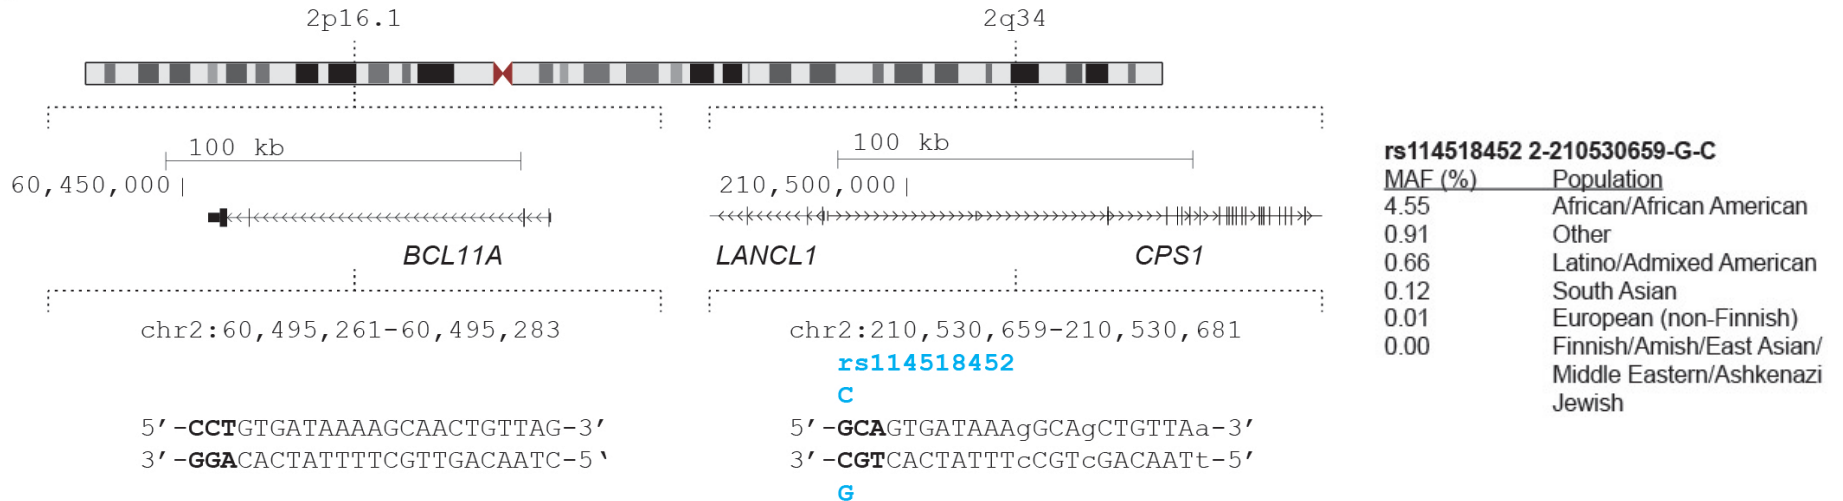 2p16.1
2q34
100 kb
100 kb
60,450,000
210,500,000
BCL11A
LANCL1
CPS1
chr2:60,495,261-60,495,283
chr2:210,530,659-210,530,681
rs114518452
C
5′-CCTGTGATAAAAGCAACTGTTAG-3′
3′-GGACACTATTTTCGTTGACAATC-5‛
5′-GCAGTGATAAAgGCAgCTGTTAa-3′
3′-CGTCACTATTTcCGTcGACAATt-5′
G
rs114518452 2-210530659-G-C
MAF (%) Population
4.55 African/African American
0.91 Other
0.66 Latino/Admixed American
0.12 South Asian
0.01 European (non-Finnish)
0.00 Finnish/Amish/East Asian/
Middle Eastern/Ashkenazi
Jewish